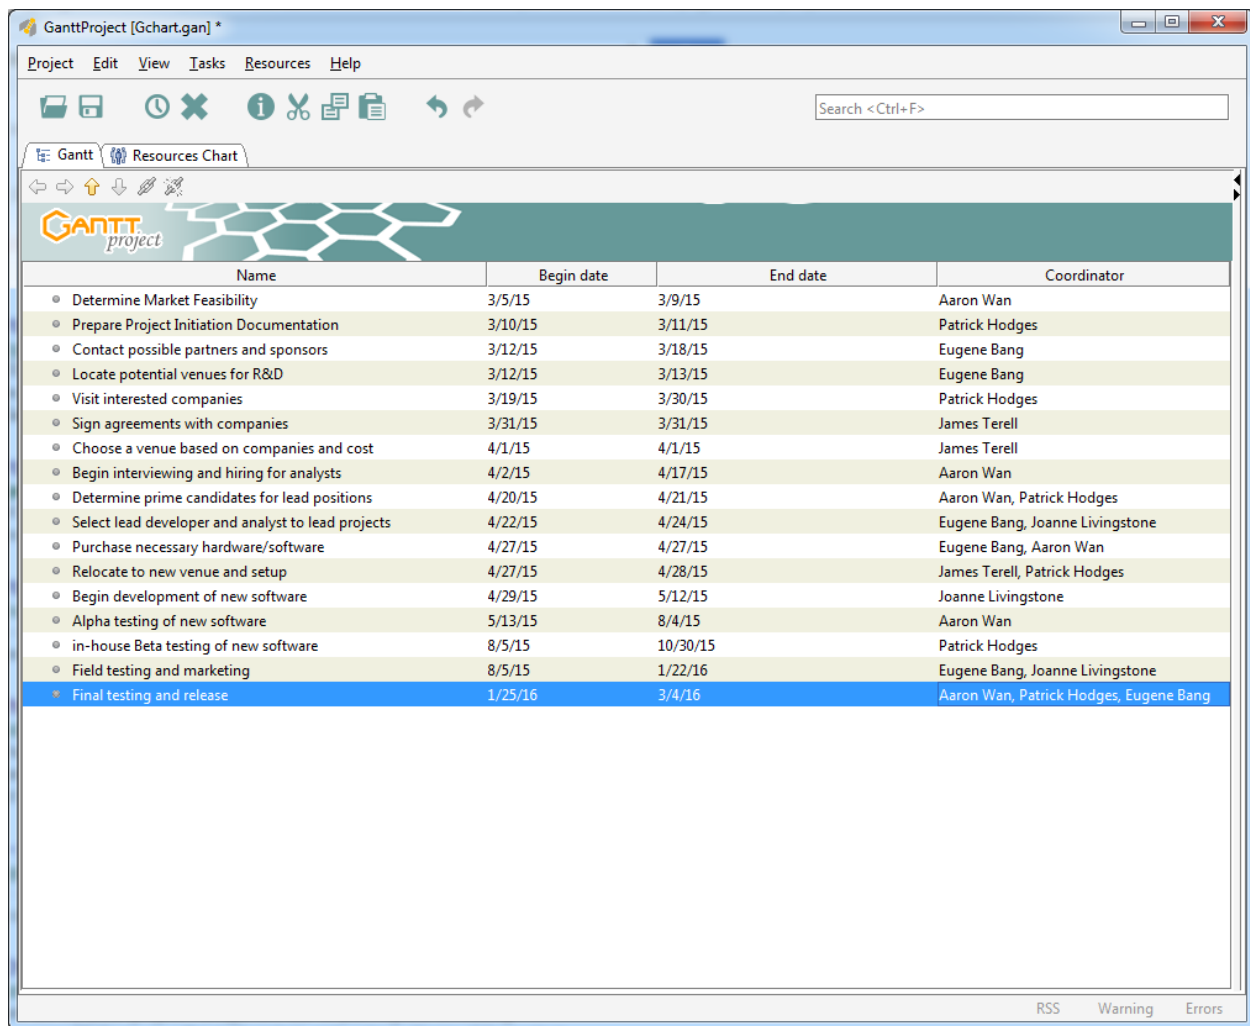 GanttProject [Gchart.gan] *
Project Edit View Tasks Resources Help
Search <Ctrl+F>
Gantt Resources Chart
GANTT
project
Name Begin date End date Coordinator
Determine Market Feasibility 3/5/15 3/9/15 Aaron Wan
Prepare Project Initiation Documentation 3/10/15 3/11/15 Patrick Hodges
Contact possible partners and sponsors 3/12/15 3/18/15 Eugene Bang
Locate potential venues for R&D 3/12/15 3/13/15 Eugene Bang
Visit interested companies 3/19/15 3/30/15 Patrick Hodges
Sign agreements with companies 3/31/15 3/31/15 James Terell
Choose a venue based on companies and cost 4/1/15 4/1/15 James Terell
Begin interviewing and hiring for analysts 4/2/15 4/17/15 Aaron Wan
Determine prime candidates for lead positions 4/20/15 4/21/15 Aaron Wan, Patrick Hodges
Select lead developer and analyst to lead projects 4/22/15 4/24/15 Eugene Bang, Joanne Livingstone
Purchase necessary hardware/software 4/27/15 4/27/15 Eugene Bang, Aaron Wan
Relocate to new venue and setup 4/27/15 4/28/15 James Terell, Patrick Hodges
Begin development of new software 4/29/15 5/12/15 Joanne Livingstone
Alpha testing of new software 5/13/15 8/4/15 Aaron Wan
in-house Beta testing of new software 8/5/15 10/30/15 Patrick Hodges
Field testing and marketing 8/5/15 1/22/16 Eugene Bang, Joanne Livingstone
Final testing and release 1/25/16 3/4/16 Aaron Wan, Patrick Hodges, Eugene Bang
RSS Warning Errors